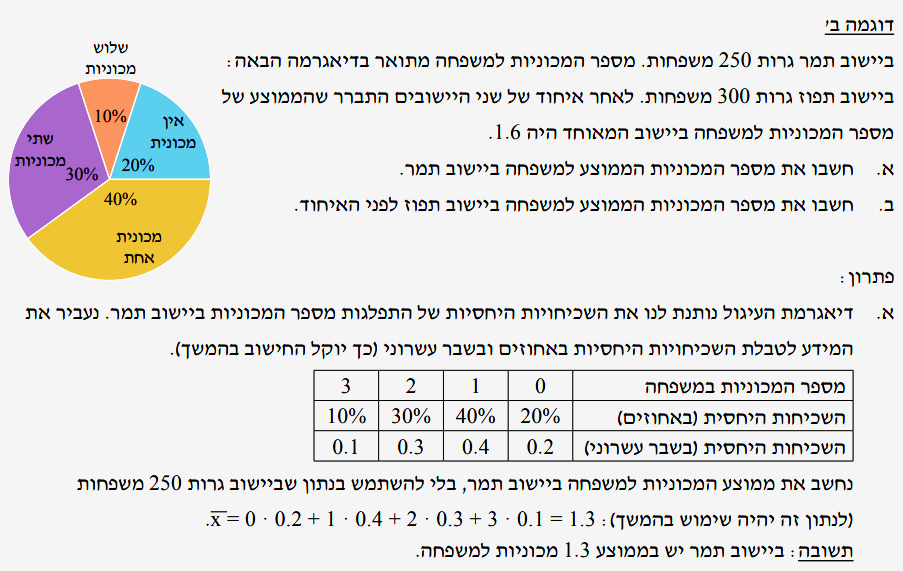 דוגמה ב'
ביישוב תמר גרות 250 משפחות. מספר המכוניות למשפחה מתואר בדיאגרמה הבאה:
ביישוב תפוז גרות 300 משפחות. לאחר איחוד של שני היישובים התברר שהממוצע של
מספר המכוניות למשפחה ביישוב המאוחד היה 1.6.
א. חשבו את מספר המכוניות הממוצע למשפחה ביישוב תמר.
ב. חשבו את מספר המכוניות הממוצע למשפחה ביישוב תפוז לפני האיחוד.
שלוש
מכוניות
10%
אין
מכונית
20%
שתי
מכוניות
30%
40%
מכונית
אחת
פתרון:
א. דיאגרמת העיגול נותנת לנו את השכיחויות היחסיות של התפלגות מספר המכוניות ביישוב תמר. נעביר את
המידע לטבלת השכיחויות היחסיות באחוזים ובשבר עשרוני (כך יוקל החישוב בהמשך).
מספר המכוניות במשפחה 0 1 2 3
השכיחות היחסית (באחוזים) 20% 40% 30% 10%
השכיחות היחסית (בשבר עשרוני) 0.2 0.4 0.3 0.1
נחשב את ממוצע המכוניות למשפחה ביישוב תמר, בלי להשתמש בנתון שביישוב גרות 250 משפחות
(לנתון זה יהיה שימוש בהמשך): x̅ = 0 · 0.2 + 1 · 0.4 + 2 · 0.3 + 3 · 0.1 = 1.3.
תשובה: ביישוב תמר יש בממוצע 1.3 מכוניות למשפחה.